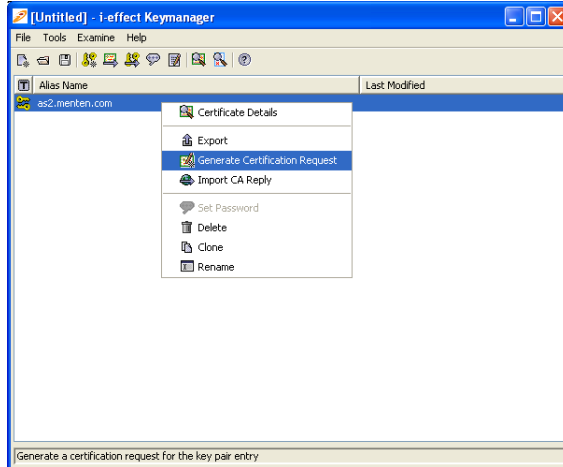 [Untitled] - i-effect Keymanager
File Tools Examine Help
T Alias Name Last Modified
as2.menten.com
Certificate Details
Export
Generate Certification Request
Import CA Reply
Set Password
Delete
Clone
Rename
Generate a certification request for the key pair entry